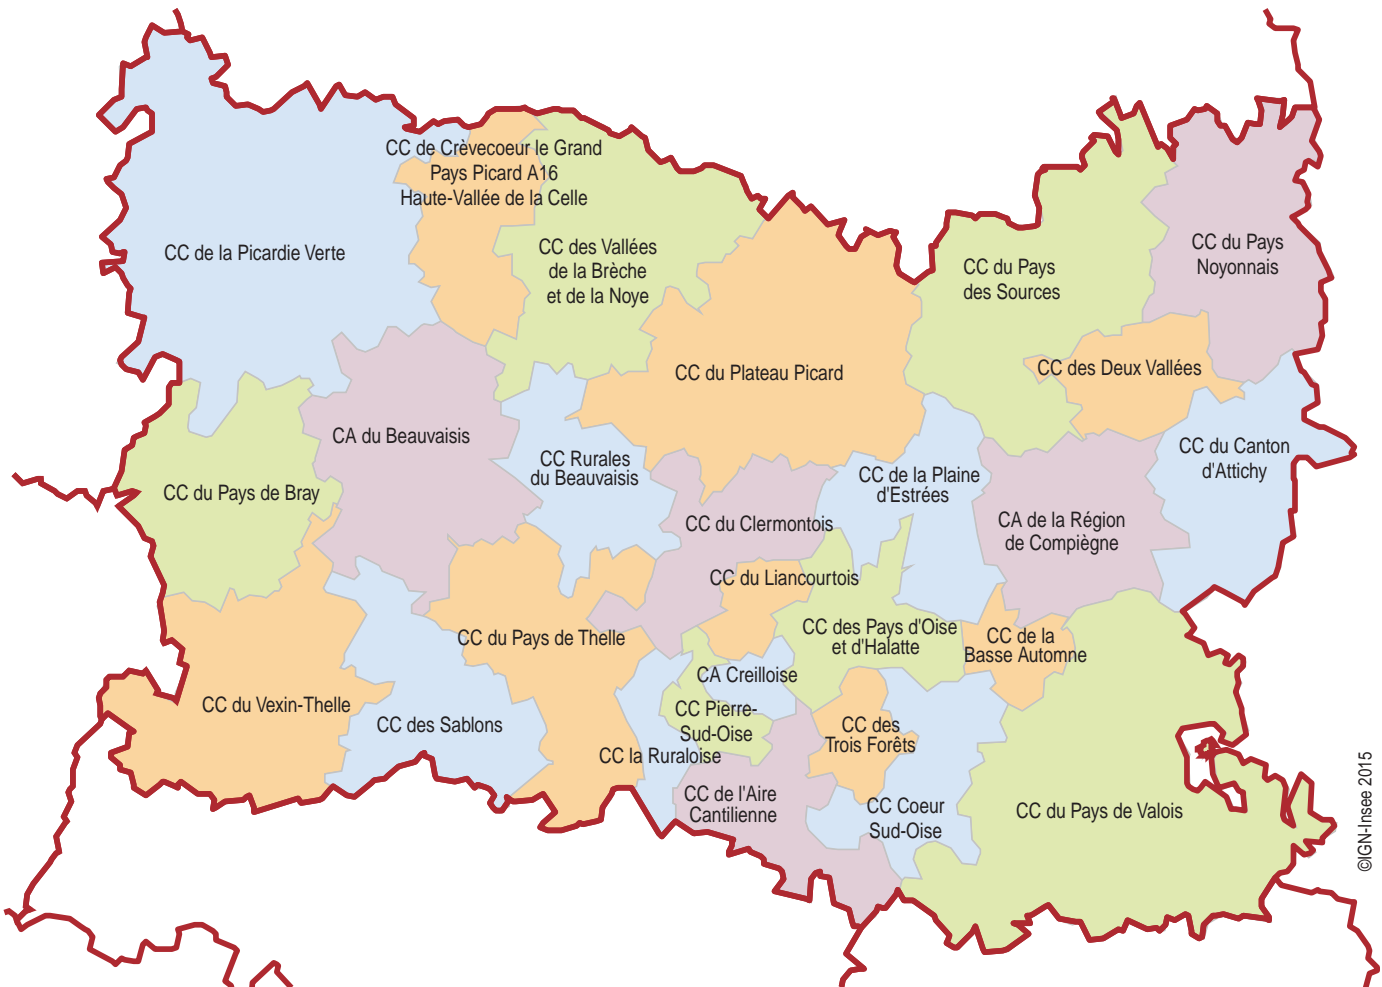 CC de Crèvecoeur le Grand
Pays Picard A16
Haute-Vallée de la Celle
CC de la Picardie Verte
CC des Vallées
de la Brèche
et de la Noye
CC du Pays
des Sources
CC du Pays
Noyonnais
CC du Plateau Picard
CC des Deux Vallées
CA du Beauvaisis
CC Rurales
du Beauvaisis
CC de la Plaine
d'Estrées
CC du Canton
d'Attichy
CC du Pays de Bray
CC du Clermontois
CA de la Région
de Compiègne
CC du Liancourtois
CC du Pays de Thelle
CC des Pays d'Oise
et d'Halatte
CC de la
Basse Automne
CA Creilloise
CC du Vexin-Thelle
CC des Sablons
CC Pierre-
Sud-Oise
CC des
Trois Forêts
CC la Ruraloise
CC de l'Aire
Cantilienne
CC Coeur
Sud-Oise
CC du Pays de Valois
©IGN-Insee 2015